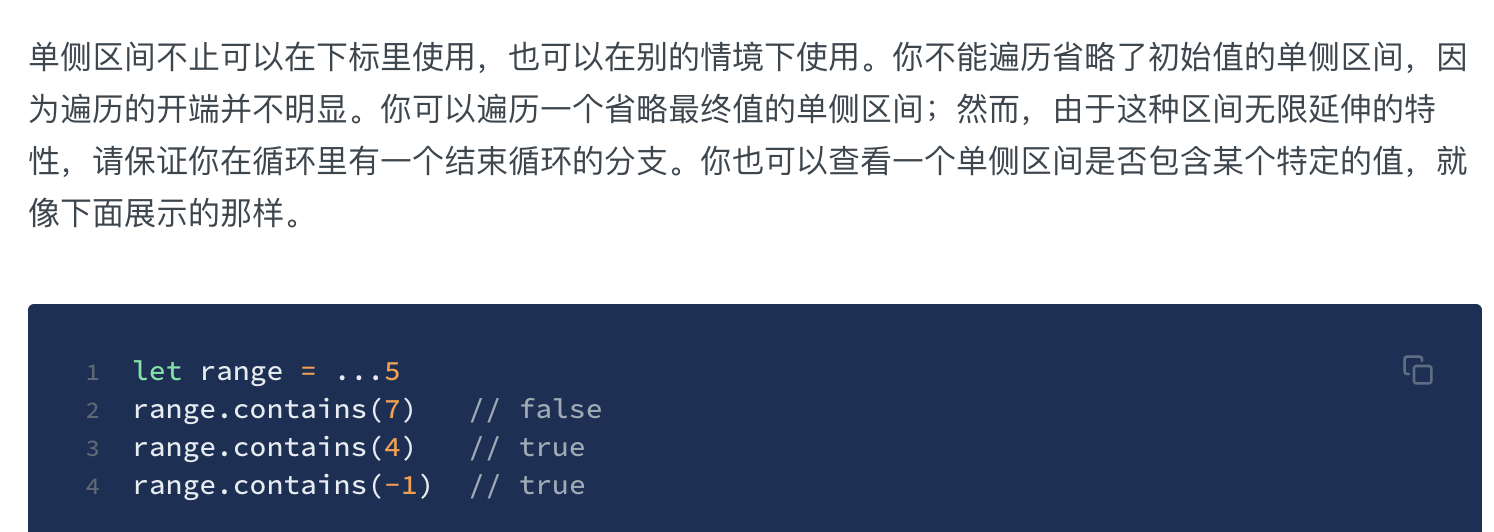 单侧区间不止可以在下标里使用，也可以在别的情境下使用。你不能遍历省略了初始值的单侧区间，因
为遍历的开端并不明显。你可以遍历一个省略最终值的单侧区间；然而，由于这种区间无限延伸的特
性，请保证你在循环里有一个结束循环的分支。你也可以查看一个单侧区间是否包含某个特定的值，就
像下面展示的那样。
1 let range = ...5
2 range.contains(7)   // false
3 range.contains(4)   // true
4 range.contains(-1)  // true